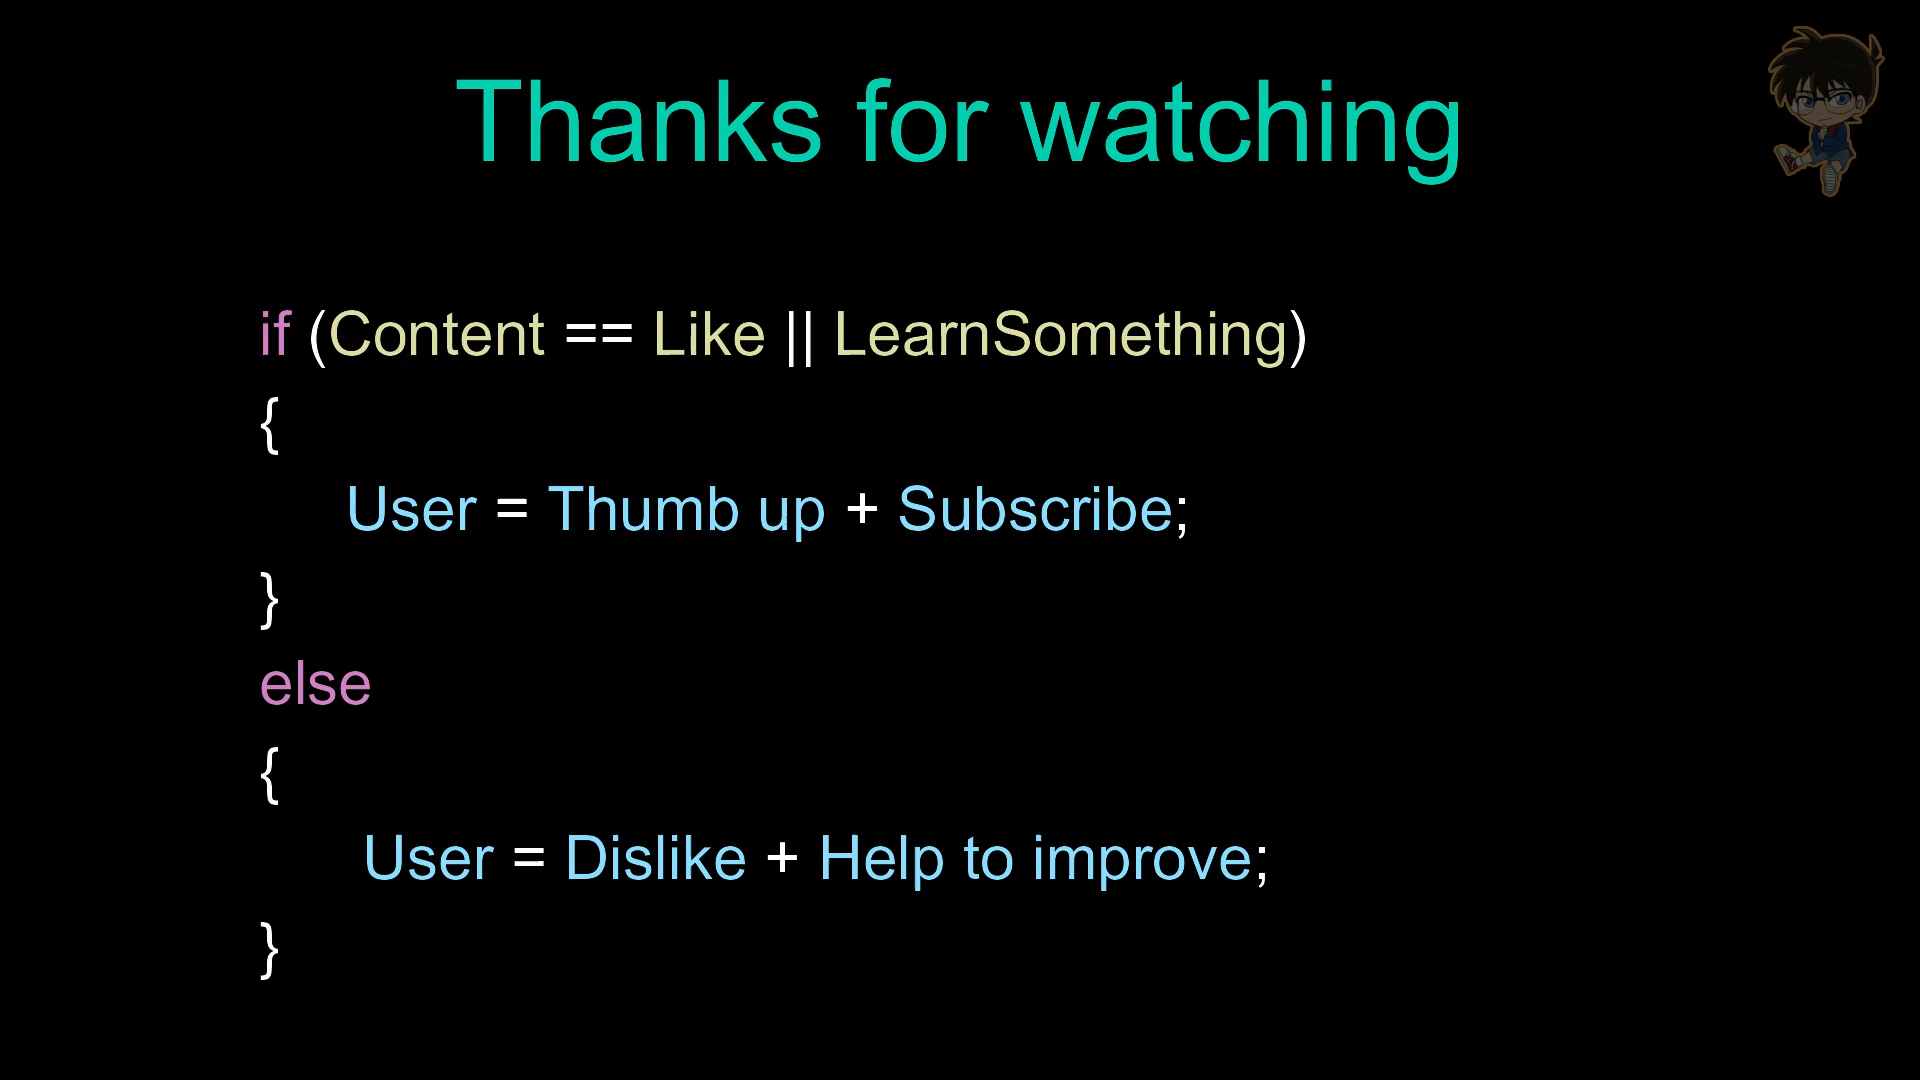 Thanks for watching
if (Content == Like || LearnSomething)
{
User = Thumb up + Subscribe;
}
else
{
User = Dislike + Help to improve;
}